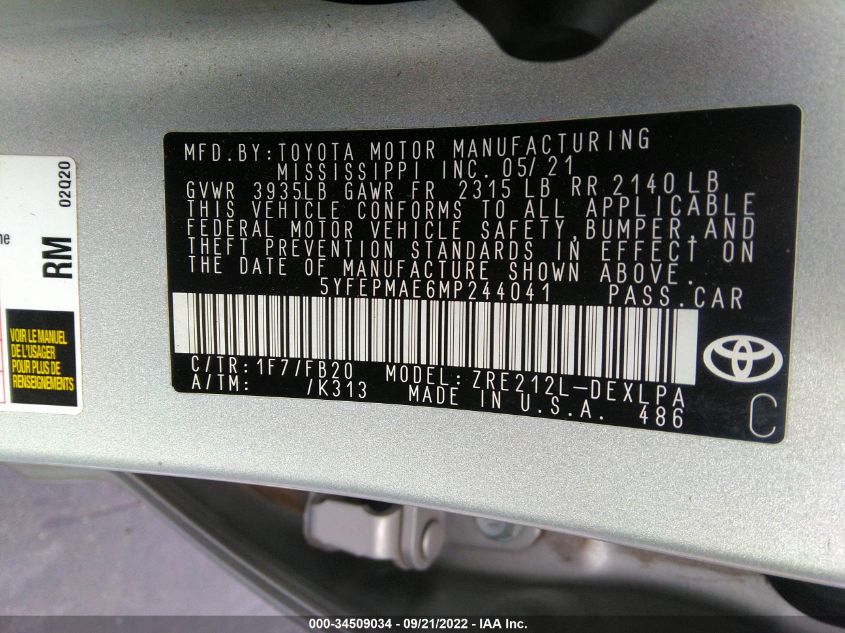 MFD.BY:TOYOTA MOTOR MANUFACTURING
MISSISSIPPI INC. 05/21
GVWR 3935LB GAWR FR 2315 LB RR 2140 LB
THIS VEHICLE CONFORMS TO ALL APPLICABLE
FEDERAL MOTOR VEHICLE SAFETY, BUMPER, AND
THEFT PREVENTION STANDARDS IN EFFECT ON
THE DATE OF MANUFACTURE SHOWN ABOVE.
5YFEPMAE6MP244041 PASS.CAR
C/TR: 1F7/FB20 MODEL: ZRE212L-DEXLPA
A/TM: /K313 MADE IN U.S.A. 486
C
02Q20
RM
me
VOIR LE MANUEL
DE L'USAGER
POUR PLUS DE
RENSEIGNEMENTS
000-34509034 - 09/21/2022 - IAA Inc.